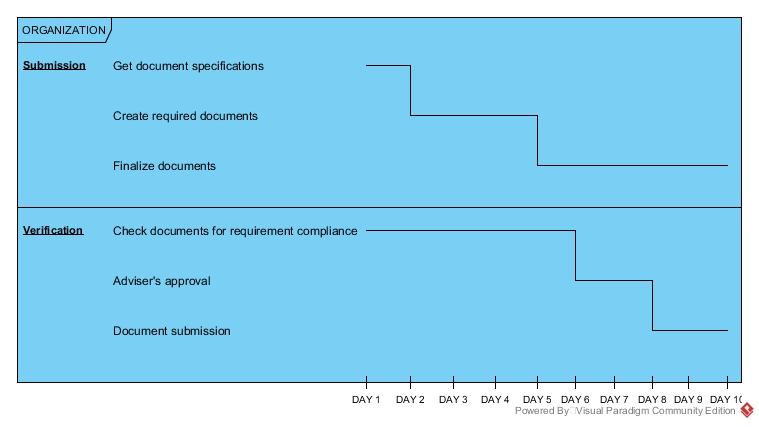 ORGANIZATION
Submission
Get document specifications
Create required documents
Finalize documents
Verification
Check documents for requirement compliance
Adviser's approval
Document submission
DAY 1 DAY 2 DAY 3 DAY 4 DAY 5 DAY 6 DAY 7 DAY 8 DAY 9 DAY 10
Powered By Visual Paradigm Community Edition